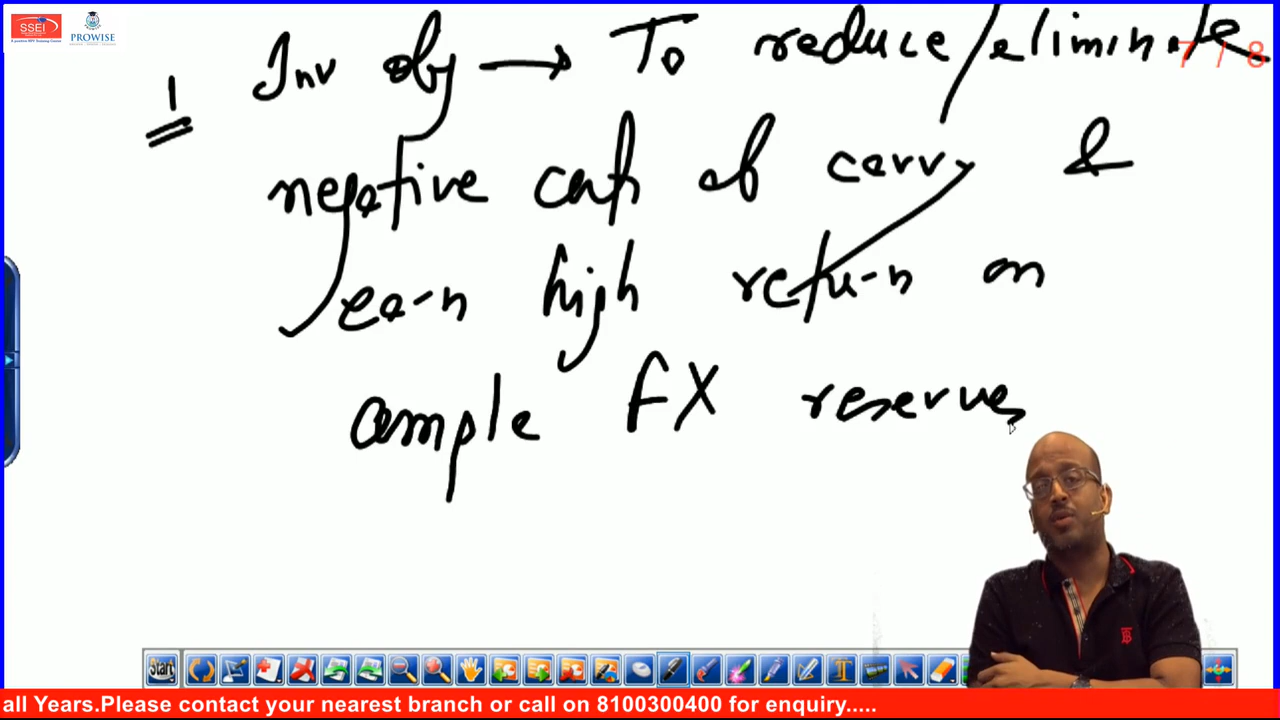 SSEI
PROWISE
7 / 8
1 Inv obj → To reduce/eliminate
negative cost of carry &
earn high return on
ample FX reserves
Start
all Years.Please contact your nearest branch or call on 8100300400 for enquiry.....